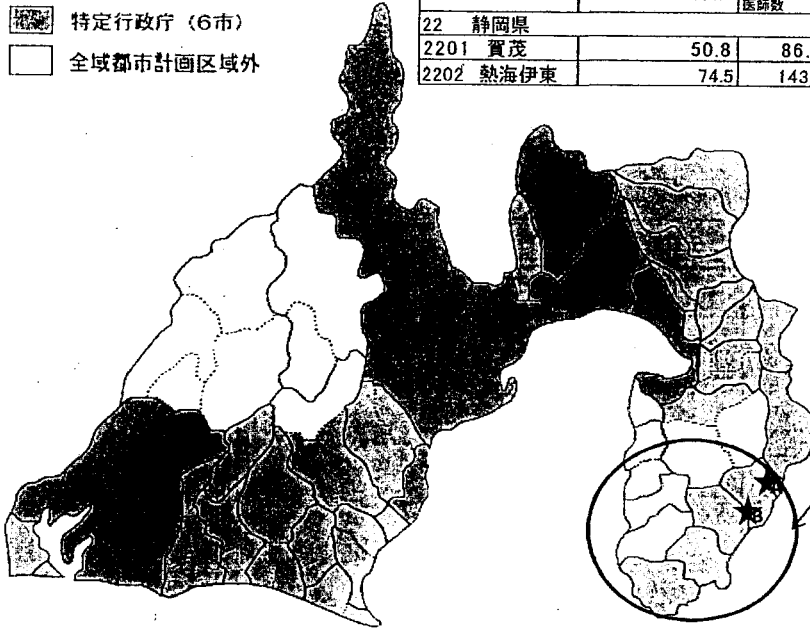 特定行政庁 (6市)
全域都市計画区域外
医師数
22 静岡県
2201 賀茂 50.8 86.
2202 熱海伊東 74.5 143